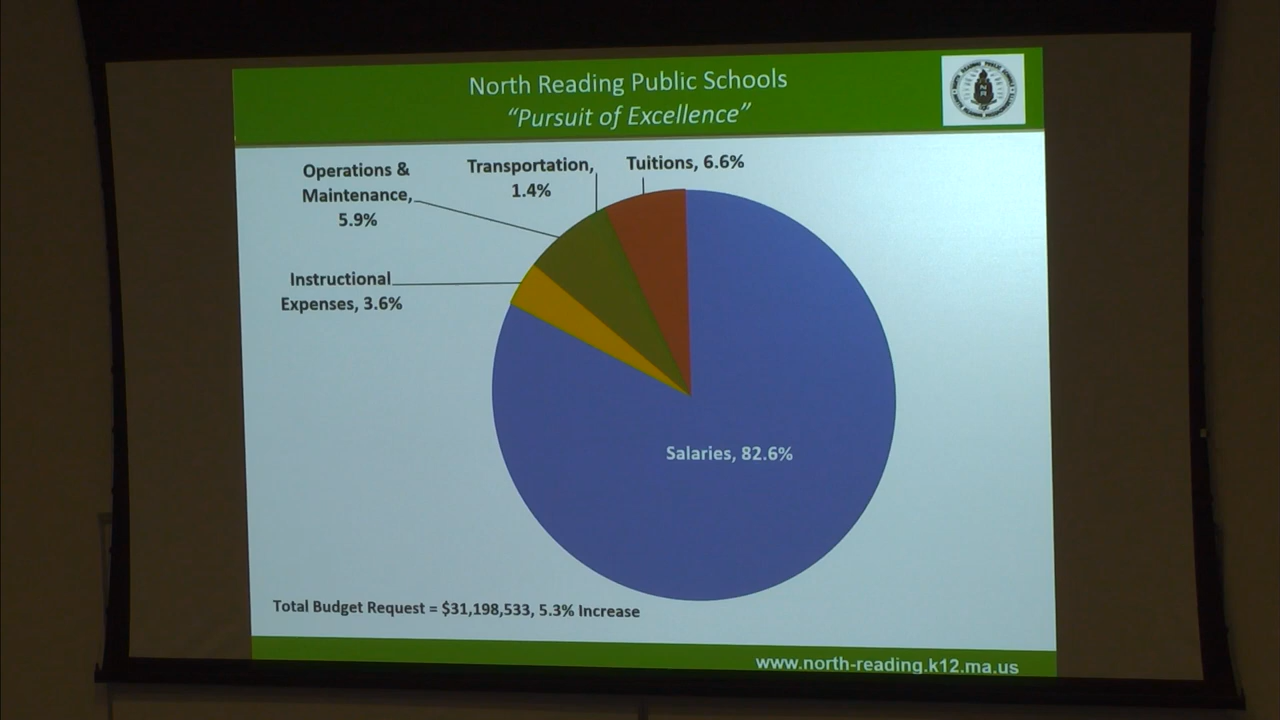 North Reading Public Schools
“Pursuit of Excellence”
Operations &
Maintenance,
5.9%
Transportation,
1.4%
Tuitions, 6.6%
Instructional
Expenses, 3.6%
Salaries, 82.6%
Total Budget Request = $31,198,533, 5.3% Increase
www.north-reading.k12.ma.us